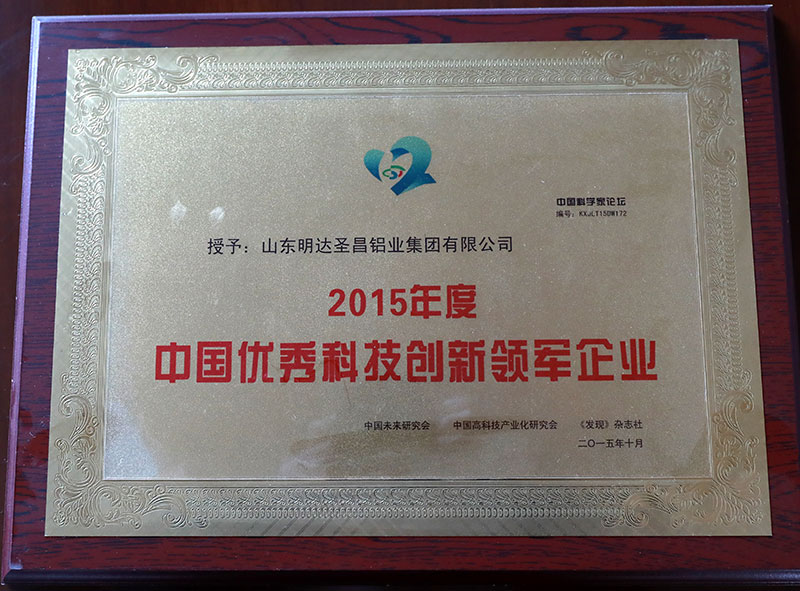 中国科学家论坛
编号：KXJLT15DW172
授予：山东明达圣昌铝业集团有限公司
2015年度
中国优秀科技创新领军企业
中国未来研究会 中国高科技产业化研究会 《发现》杂志社
二〇一五年十月